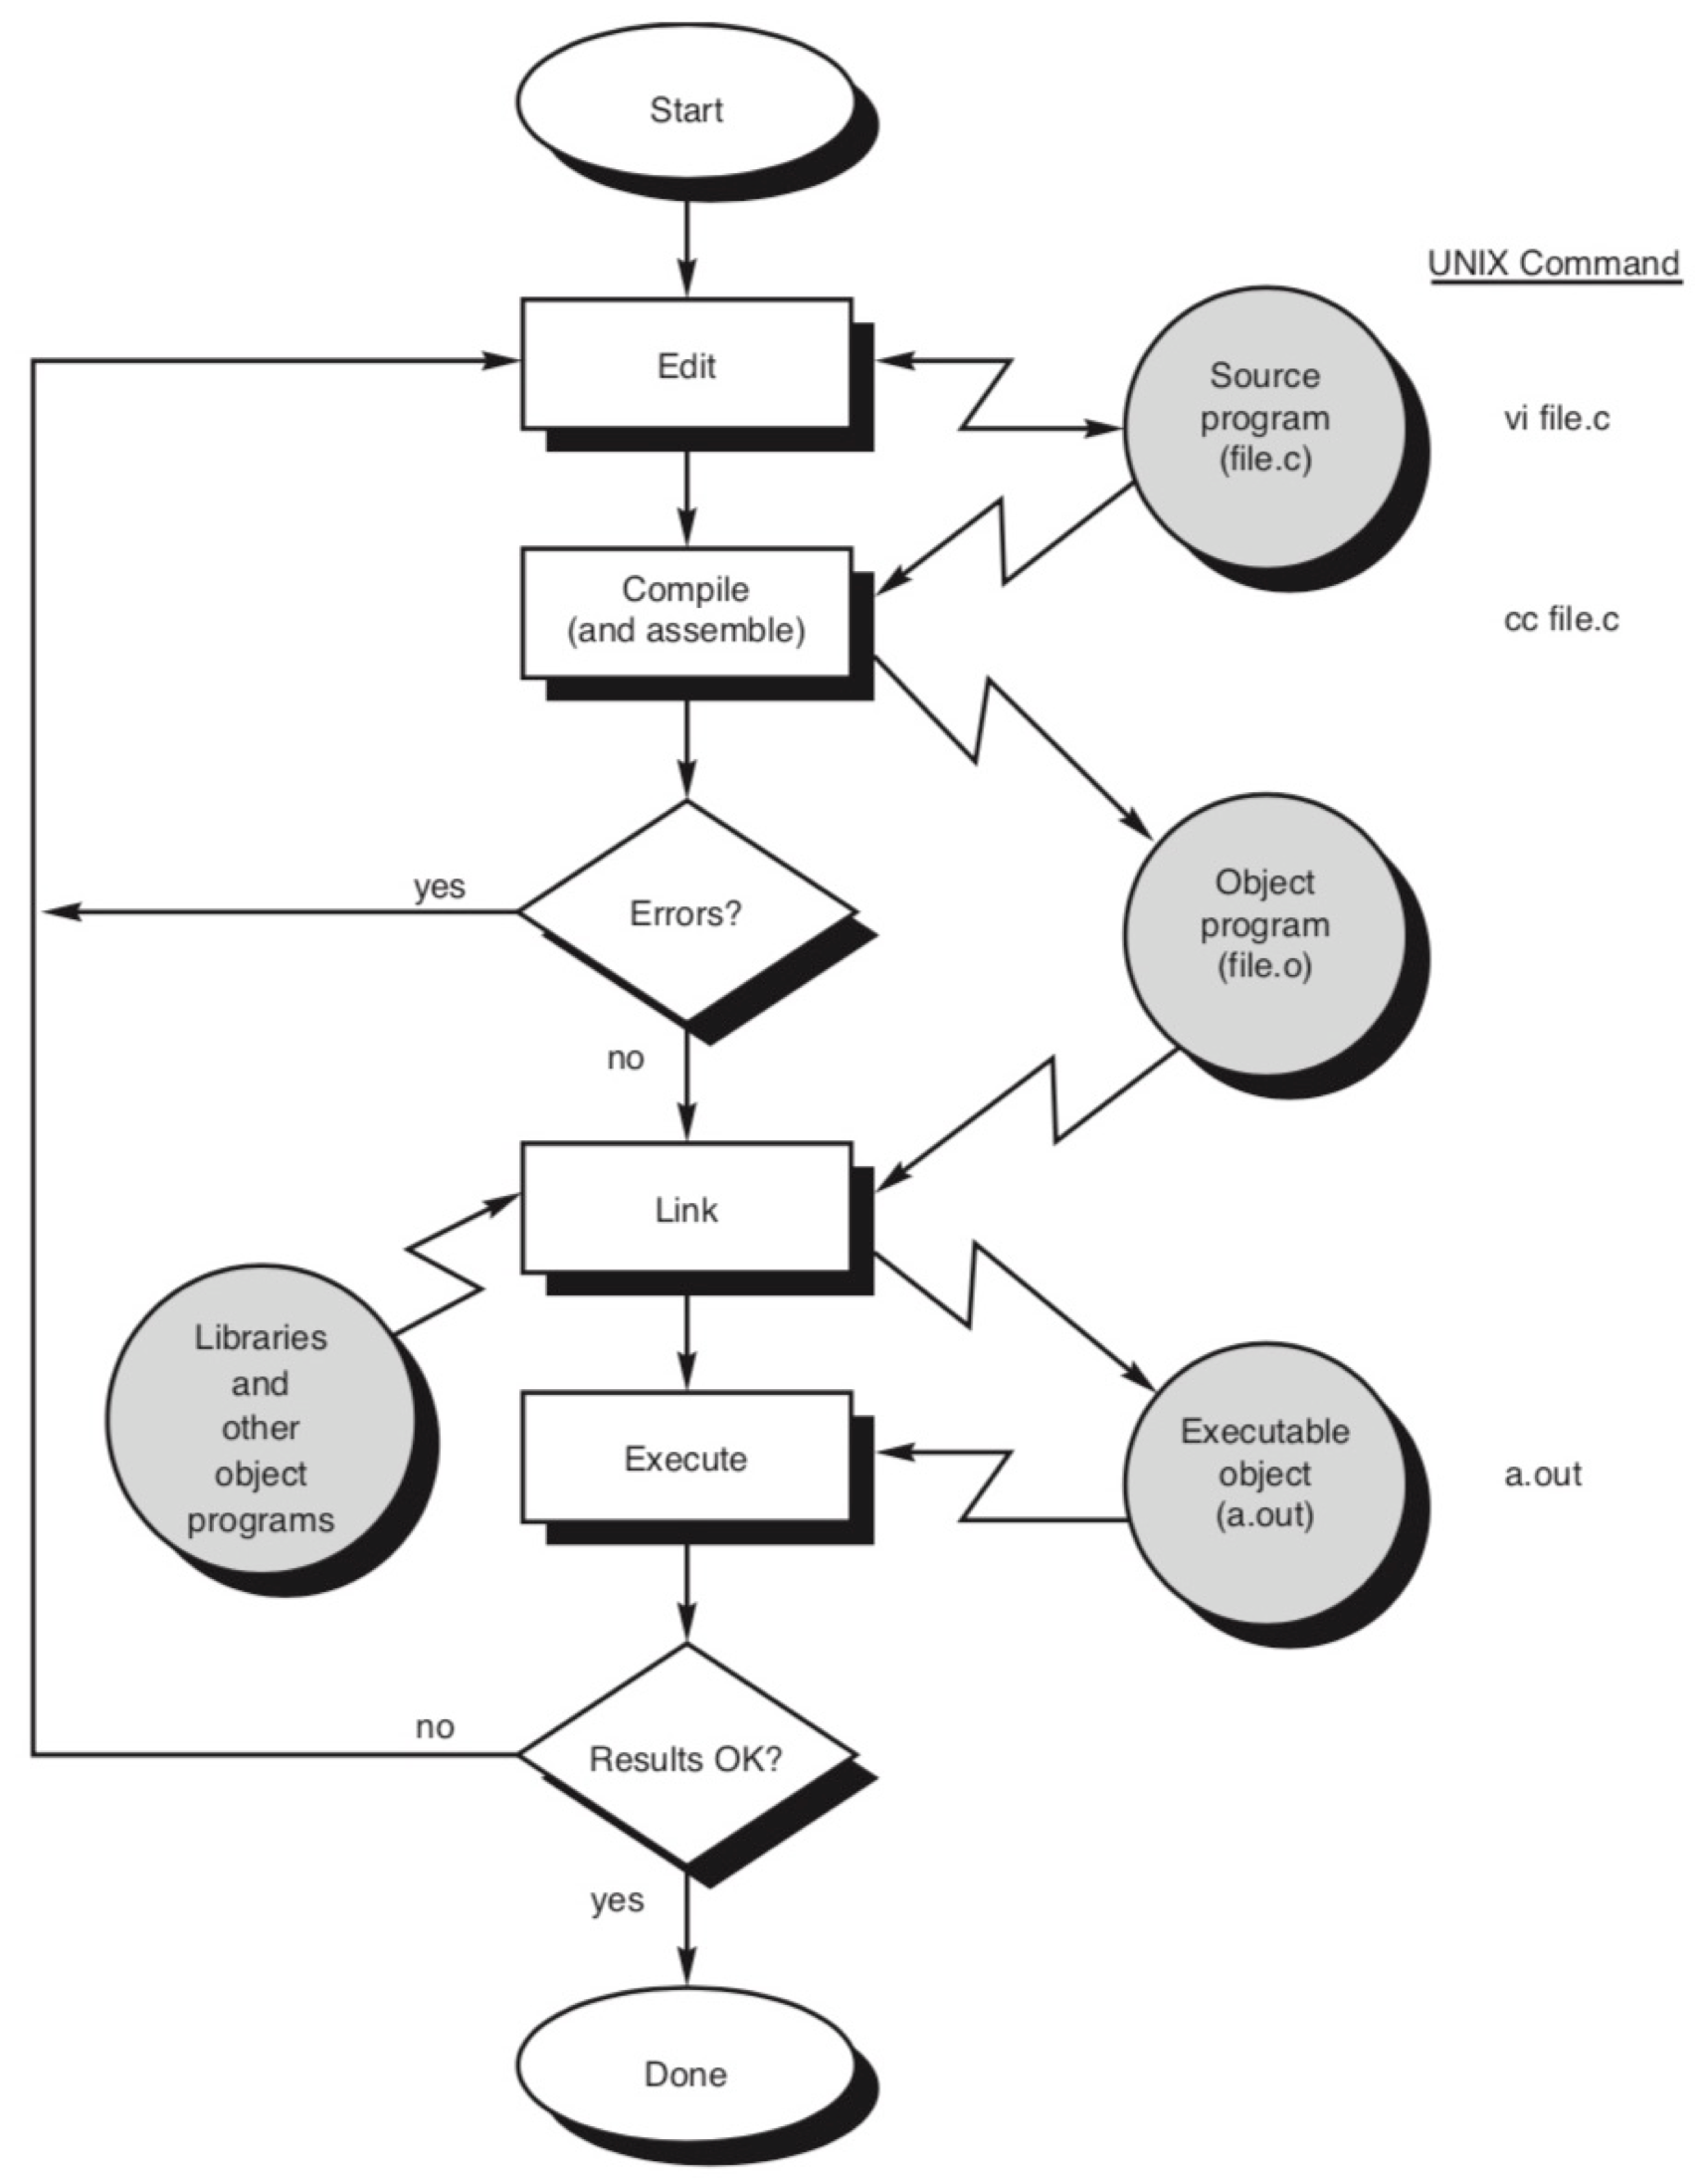 Start
UNIX Command
Edit
Source
program
(file.c)
vi file.c
Compile
(and assemble)
cc file.c
yes
Errors?
Object
program
(file.o)
no
Link
Libraries
and
other
object
programs
Execute
Executable
object
(a.out)
a.out
no
Results OK?
yes
Done